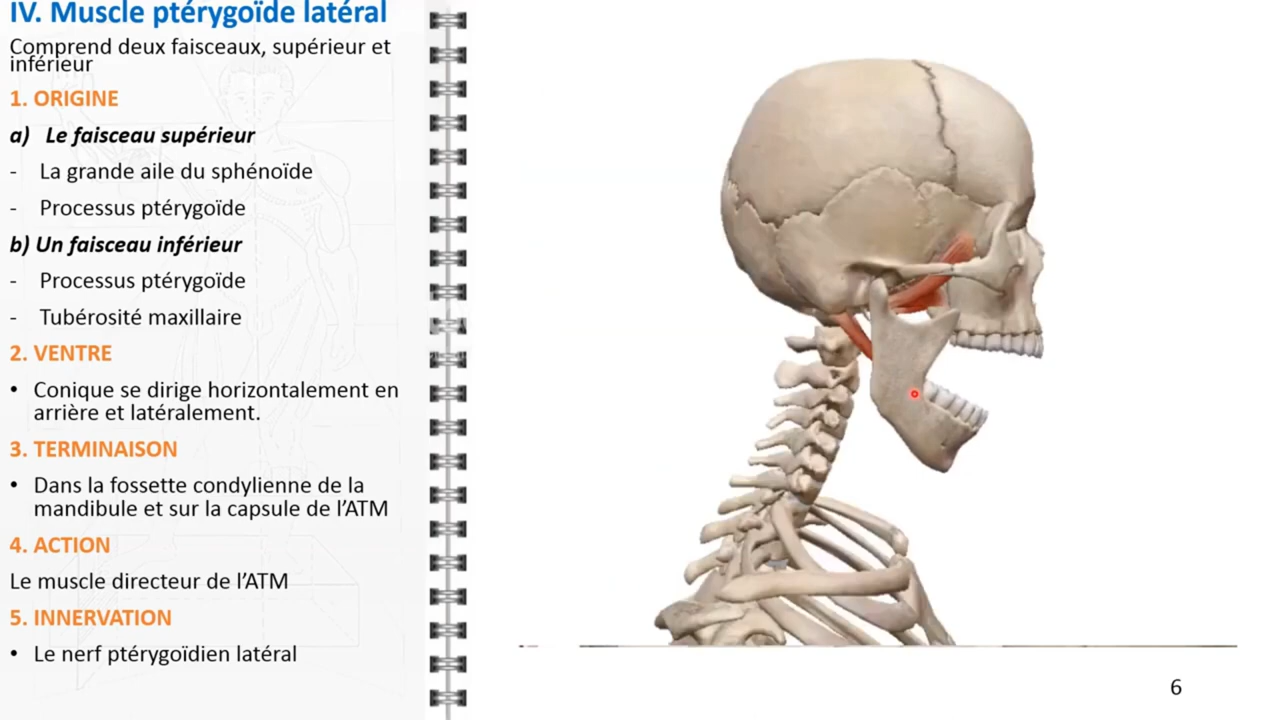 IV. Muscle ptérygoïde latéral
Comprend deux faisceaux, supérieur et
inférieur
1. ORIGINE
a) Le faisceau supérieur
- La grande aile du sphénoïde
- Processus ptérygoïde
b) Un faisceau inférieur
- Processus ptérygoïde
- Tubérosité maxillaire
2. VENTRE
• Conique se dirige horizontalement en
arrière et latéralement.
3. TERMINAISON
• Dans la fossette condylienne de la
mandibule et sur la capsule de l’ATM
4. ACTION
Le muscle directeur de l’ATM
5. INNERVATION
• Le nerf ptérygoïdien latéral
6